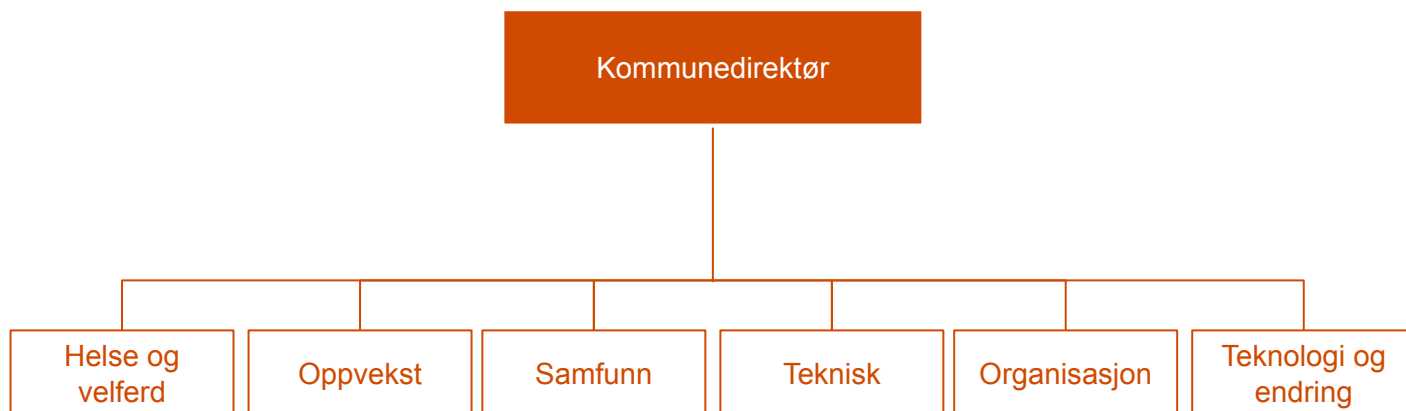 Kommunedirektør
Helse og
velferd
Oppvekst
Samfunn
Teknisk
Organisasjon
Teknologi og
endring